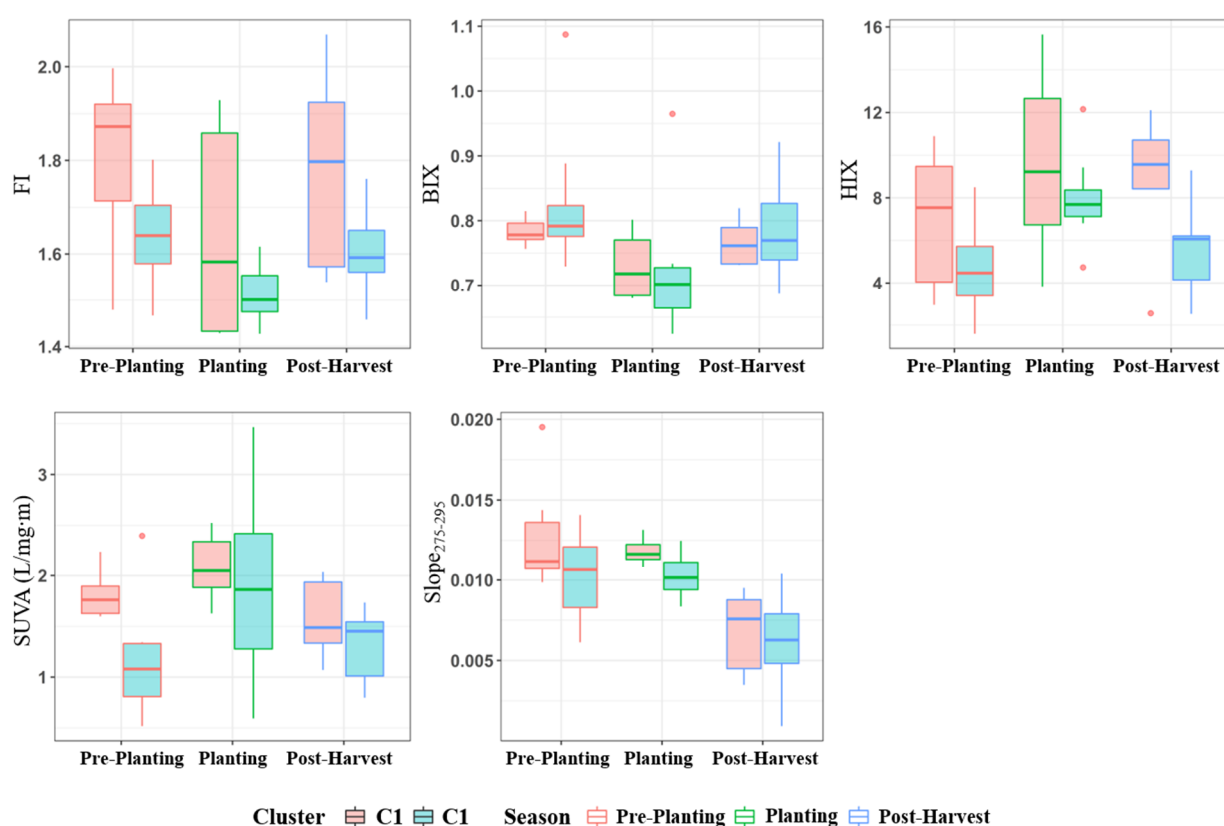 FI
2.0
1.8
1.6
1.4
Pre-Planting Planting Post-Harvest
BIX
1.1
1.0
0.9
0.8
0.7
Pre-Planting Planting Post-Harvest
HIX
16
12
8
4
Pre-Planting Planting Post-Harvest
SUVA (L/mg·m)
3
2
1
Pre-Planting Planting Post-Harvest
Slope275-295
0.020
0.015
0.010
0.005
Pre-Planting Planting Post-Harvest
Cluster C1 C1 Season Pre-Planting Planting Post-Harvest